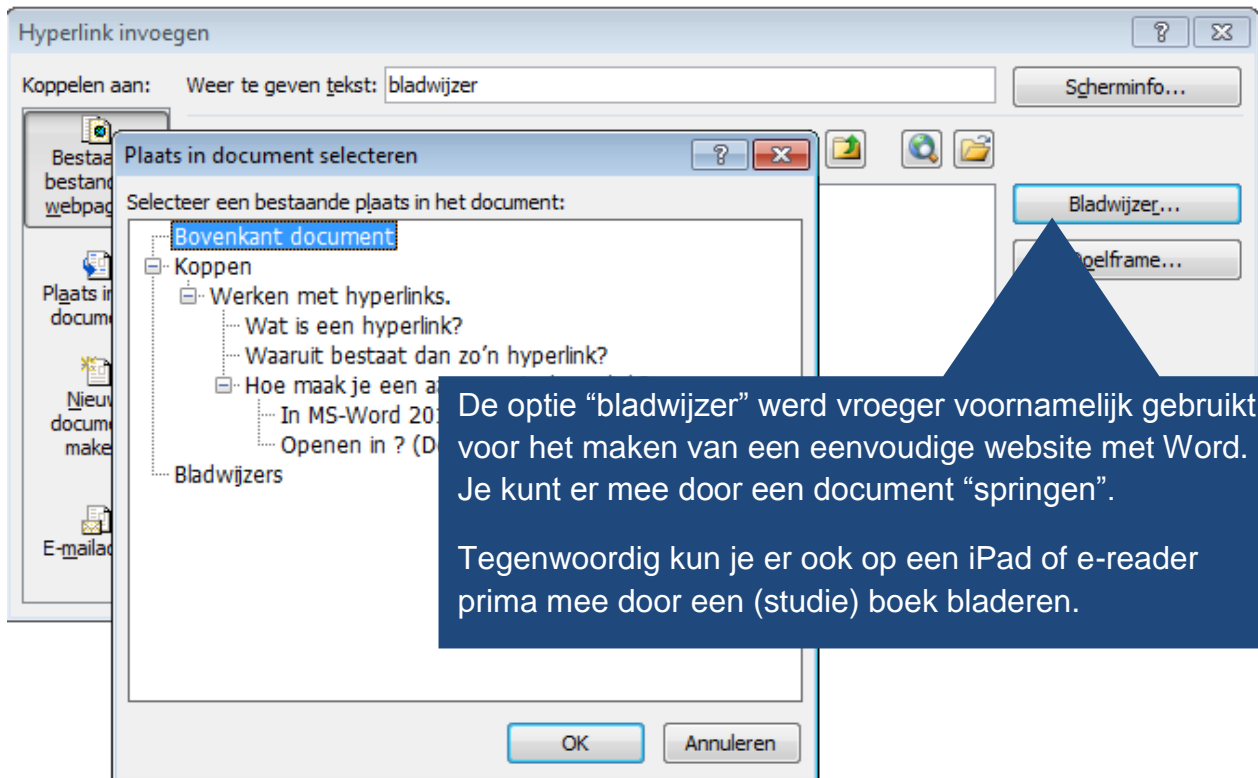 Hyperlink invoegen
Koppelen aan:
Weer te geven tekst: bladwijzer
Scherminfo...
Bladwijzer...
Plaats in document selecteren
Selecteer een bestaande plaats in het document:
Bovenkant document
Koppen
Werken met hyperlinks.
Wat is een hyperlink?
Waaruit bestaat dan zo’n hyperlink?
Hoe maak je een
In MS-Word
Openen in ?
Bladwijzers
OK
Annuleren
De optie “bladwijzer” werd vroeger voornamelijk gebruikt
voor het maken van een eenvoudige website met Word.
Je kunt er mee door een document “springen”.
Tegenwoordig kun je er ook op een iPad of e-reader
prima mee door een (studie) boek bladeren.